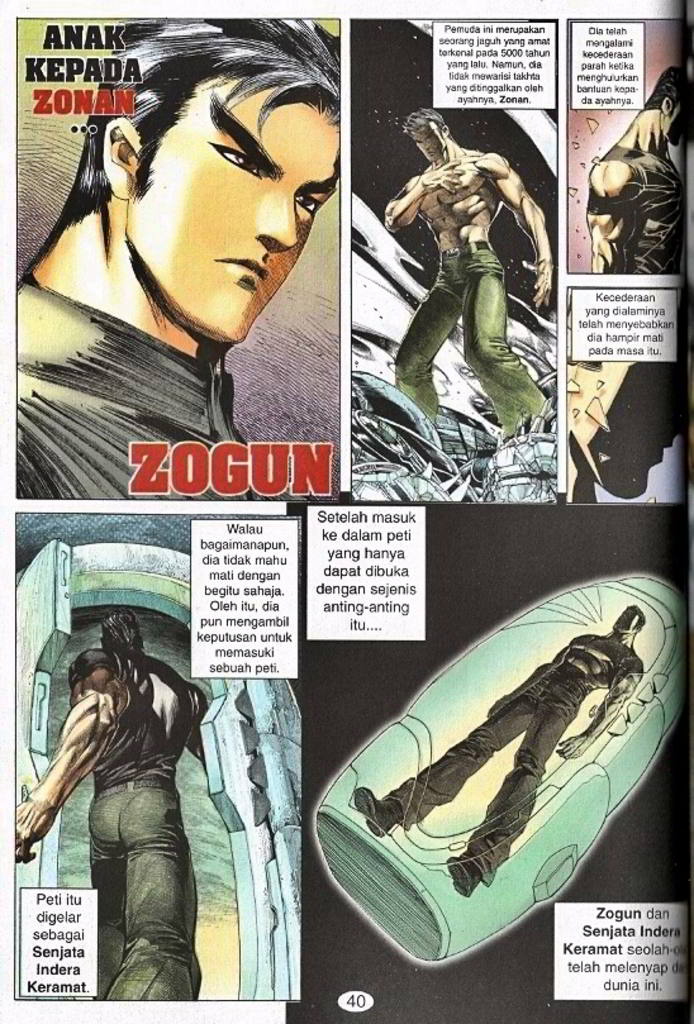 ANAK
KEPADA
ZONAN
...
ZOGUN
Pemuda ini merupakan
seorang jaguh yang amat
terkenal pada 5000 tahun
yang lalu. Namun, dia
tidak mewarisi takhta
yang ditinggalkan oleh
ayahnya, Zonan.
Dia telah
mengalami
kecederaan
parah ketika
menghulurkan
bantuan kepa-
da ayahnya.
Kecederaan
yang dialaminya
telah menyebabkan
dia hampir mati
pada masa itu.
Walau
bagaimanapun,
dia tidak mahu
mati dengan
begitu sahaja.
Oleh itu, dia
pun mengambil
keputusan untuk
memasuki
sebuah peti.
Peti itu
digelar
sebagai
Senjata
Indera
Keramat.
Setelah masuk
ke dalam peti
yang hanya
dapat dibuka
dengan sejenis
anting-anting
itu....
Zogun dan
Senjata Indera
Keramat
telah melenyap
dunia ini.
40